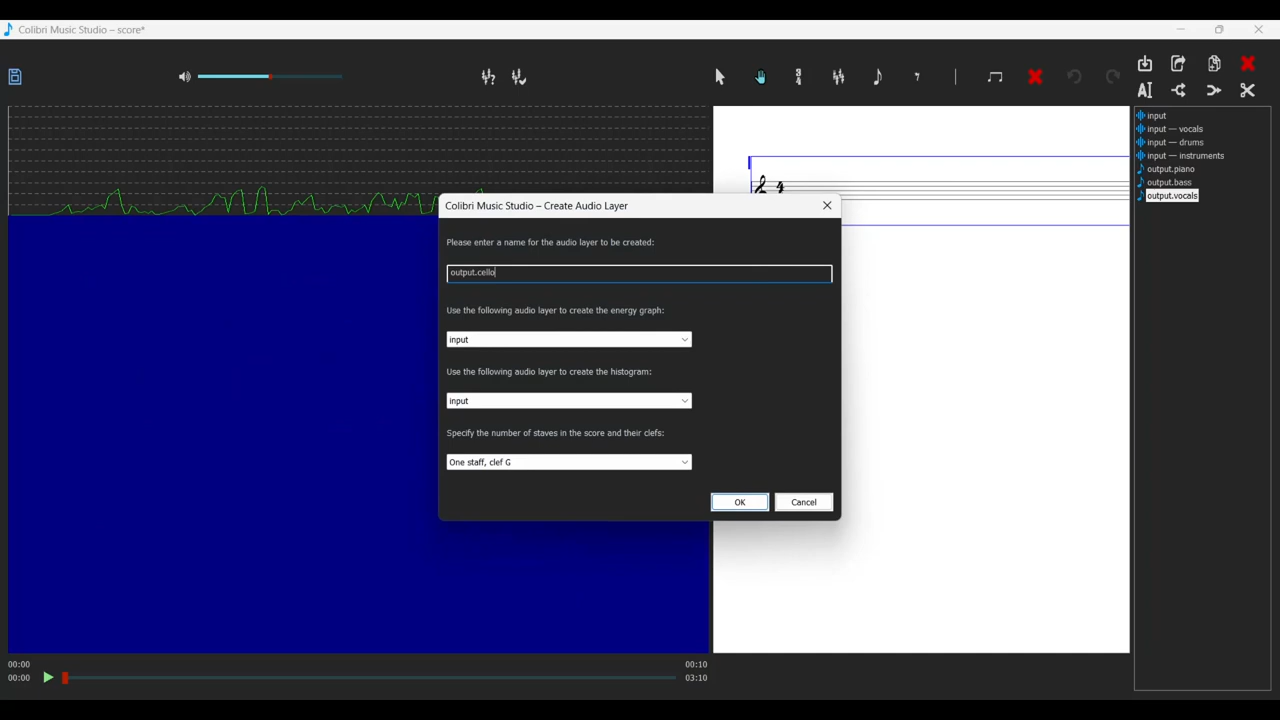 Colibri Music Studio – score*
input
input — vocals
input — drums
input — instruments
output.piano
output.bass
output.vocals
Colibri Music Studio – Create Audio Layer
Please enter a name for the audio layer to be created:
output.cello
Use the following audio layer to create the energy graph:
input
Use the following audio layer to create the histogram:
input
Specify the number of staves in the score and their clefs:
One staff, clef G
OK Cancel
00:00 00:10
00:00 03:10